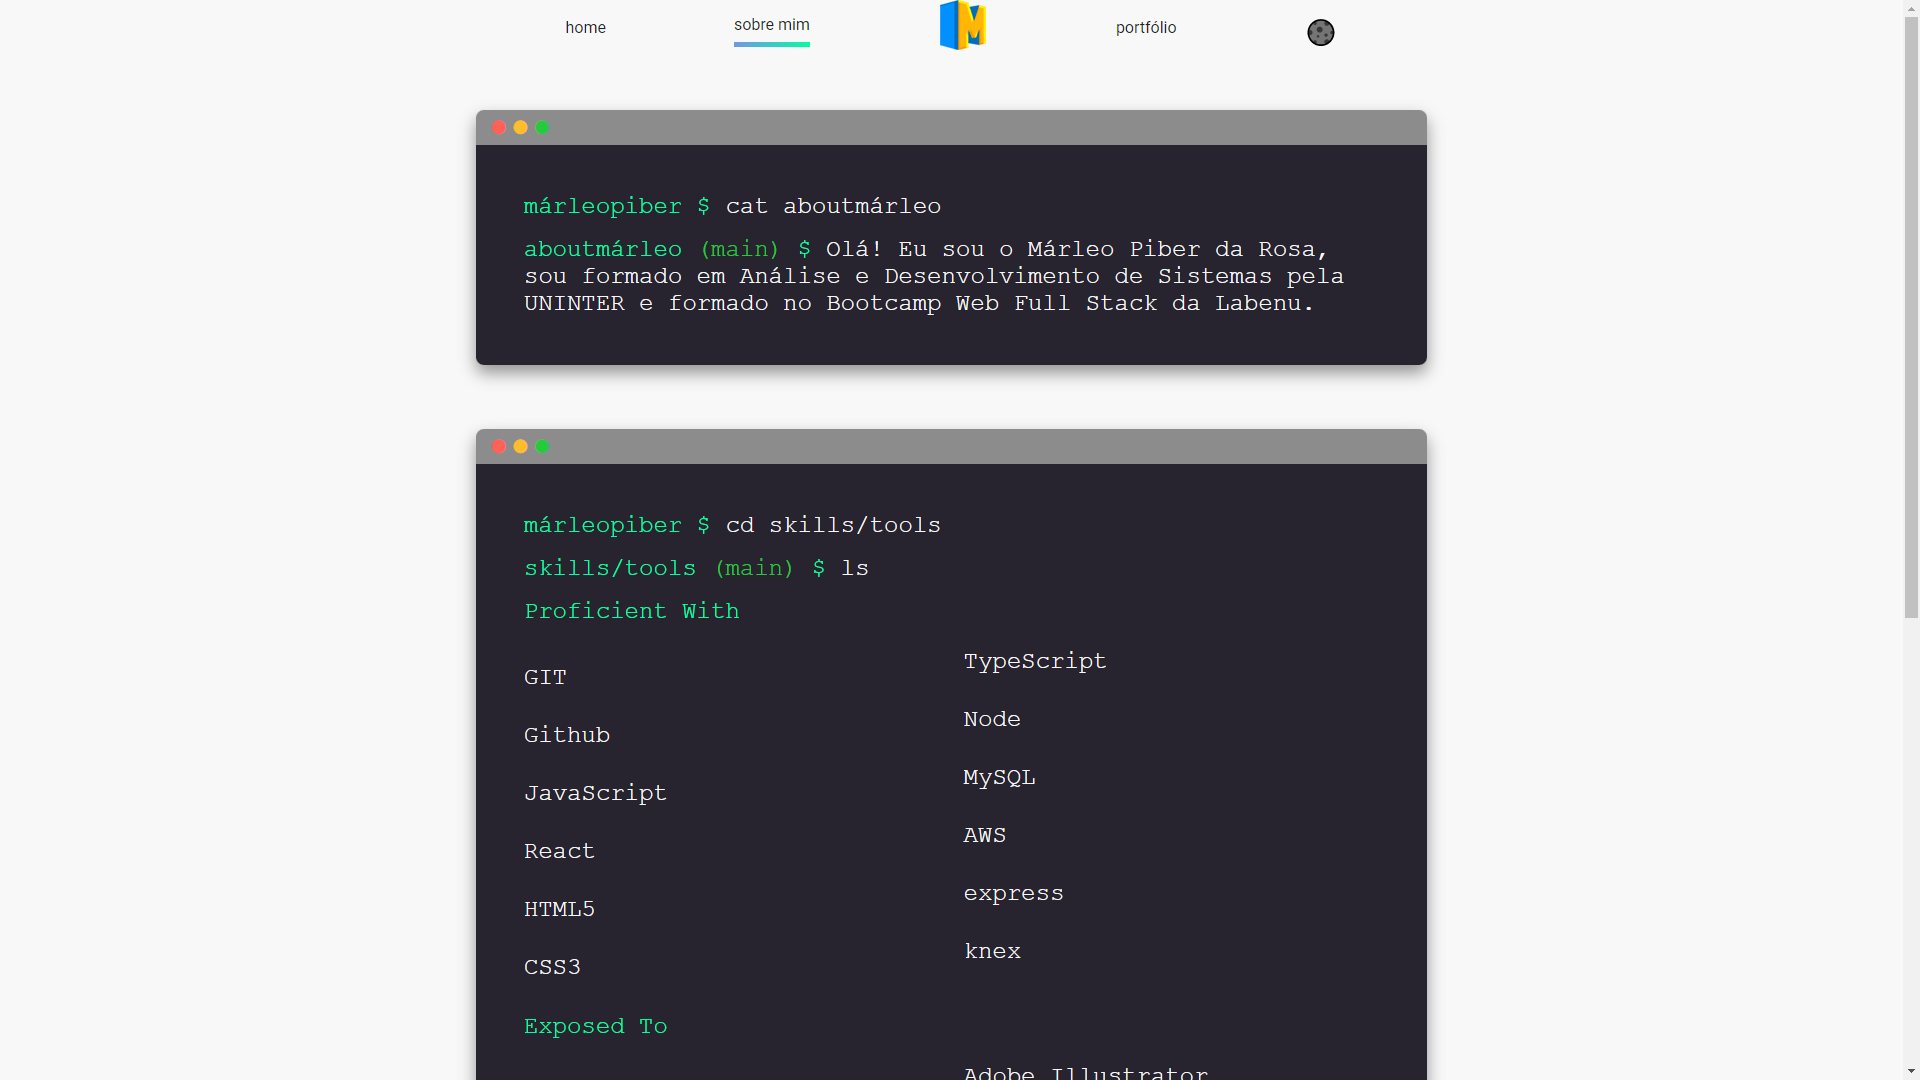 home
sobre mim
M
portfólio
márleopiber $ cat aboutmárleo
aboutmárleo (main) $ Olá! Eu sou o Márleo Piber da Rosa,
sou formado em Análise e Desenvolvimento de Sistemas pela
UNINTER e formado no Bootcamp Web Full Stack da Labenu.
márleopiber $ cd skills/tools
skills/tools (main) $ ls
Proficient With
GIT
Github
JavaScript
React
HTML5
CSS3
TypeScript
Node
MySQL
AWS
express
knex
Exposed To
Adobe Illustrator